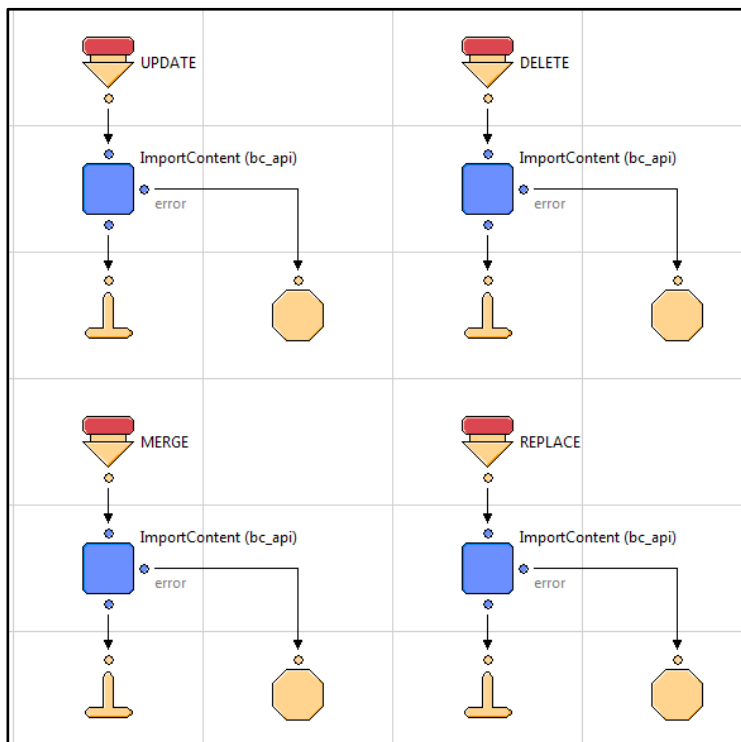 UPDATE
DELETE
ImportContent (bc_api)
ImportContent (bc_api)
error
error
MERGE
REPLACE
ImportContent (bc_api)
ImportContent (bc_api)
error
error